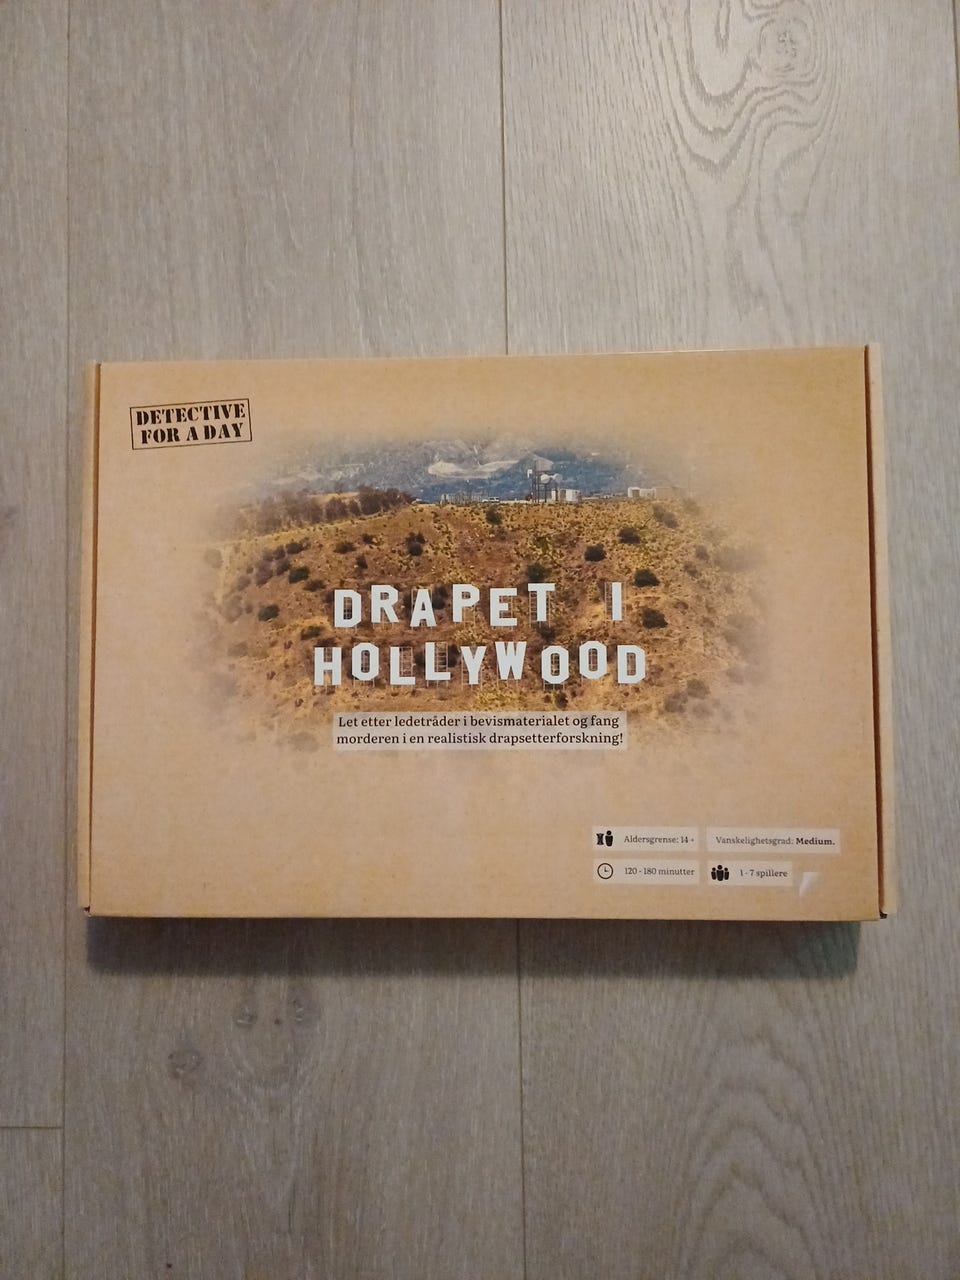 DETECTIVE
FOR A DAY
DRAPET I
HOLLYWOOD
Let etter ledetråder i bevismaterialet og fang
morderen i en realistisk drapsetterforskning!
Aldersgrense: 14 +
Vanskelighetsgrad: Medium.
120 - 180 minutter
1 - 7 spillere